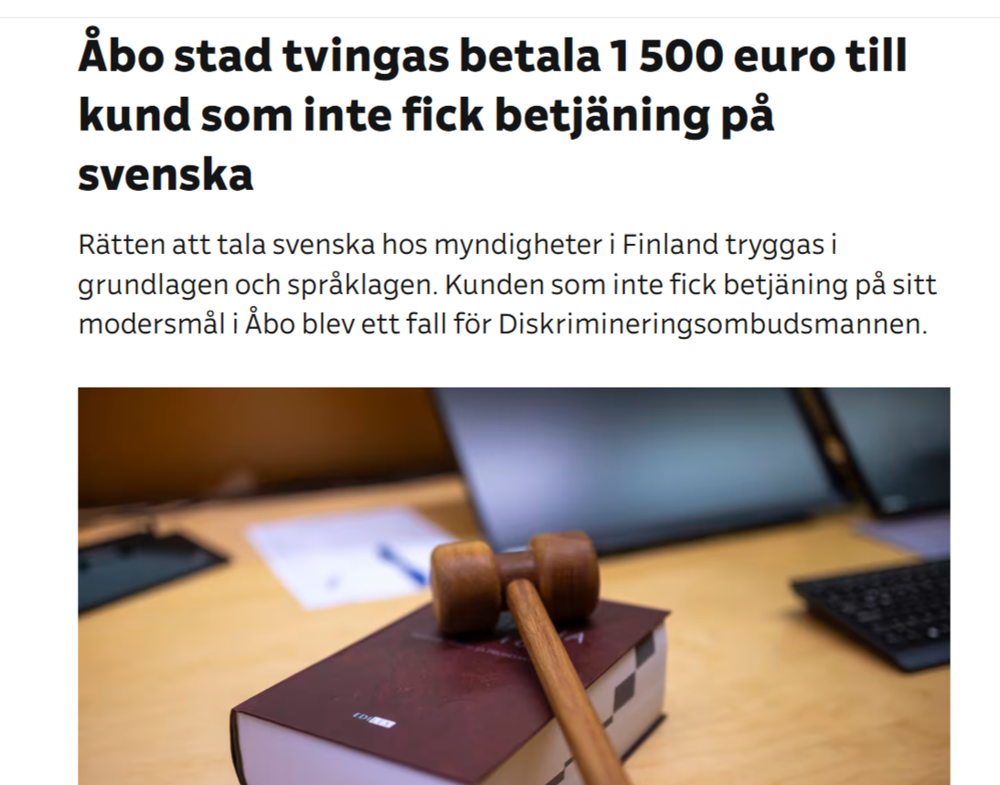 Åbo stad tvingas betala 1 500 euro till
kund som inte fick betjäning på
svenska
Rätten att tala svenska hos myndigheter i Finland tryggas i
grundlagen och språklagen. Kunden som inte fick betjäning på sitt
modersmål i Åbo blev ett fall för Diskrimineringsombudsmannen.
EDILEX